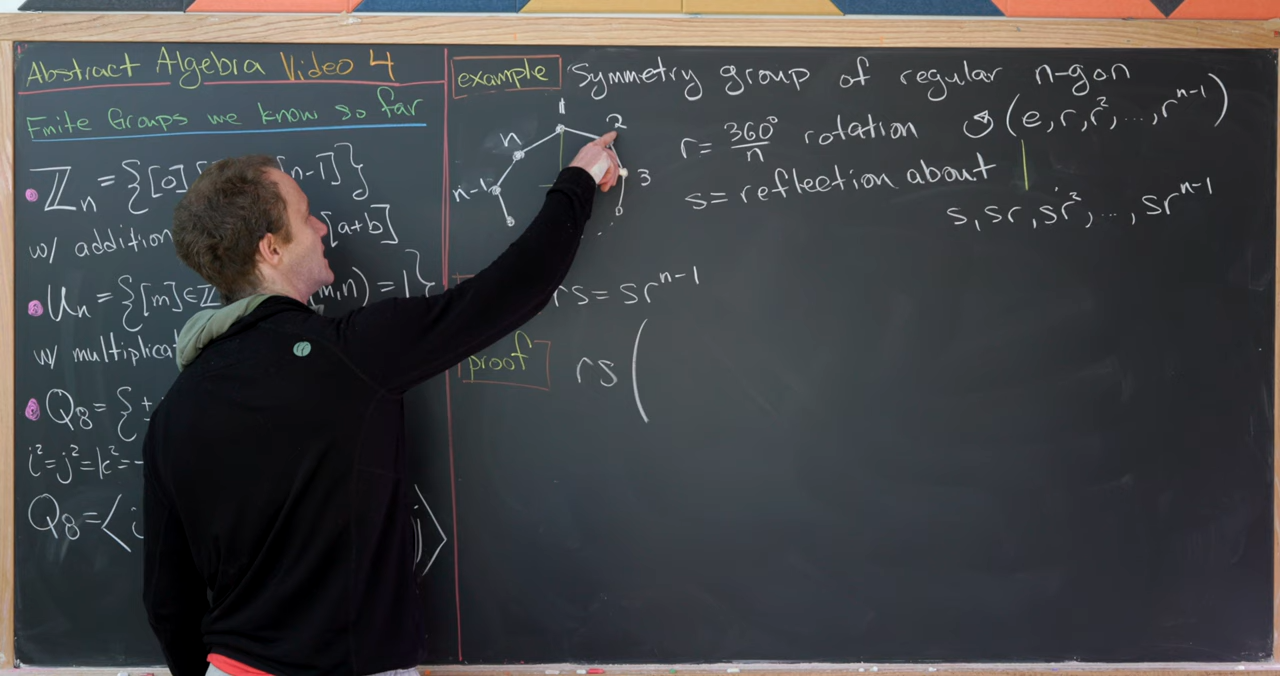 Abstract Algebra Video 4
Finite Groups we know so far
ℤn = {[0] [n-1]}
w/ addition [a+b]
Un = {[m]∈ℤ m,n) = 1}
w/ multiplicat
Q8 = {±
i²=j²=k²=-
Q8 = ⟨i j⟩
example Symmetry group of regular n-gon
1
2
3
n
n-1
r = 360°/n rotation ↺ (e, r, r², ..., r^{n-1})
s = reflection about |
s, sr, sr², ..., sr^{n-1}
rs = sr^{n-1}
proof rs (